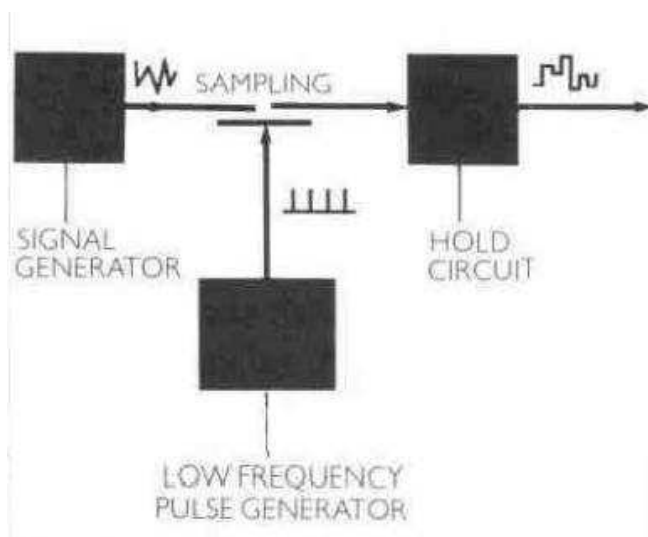 SAMPLING
SIGNAL
GENERATOR
HOLD
CIRCUIT
LOW FREQUENCY
PULSE GENERATOR